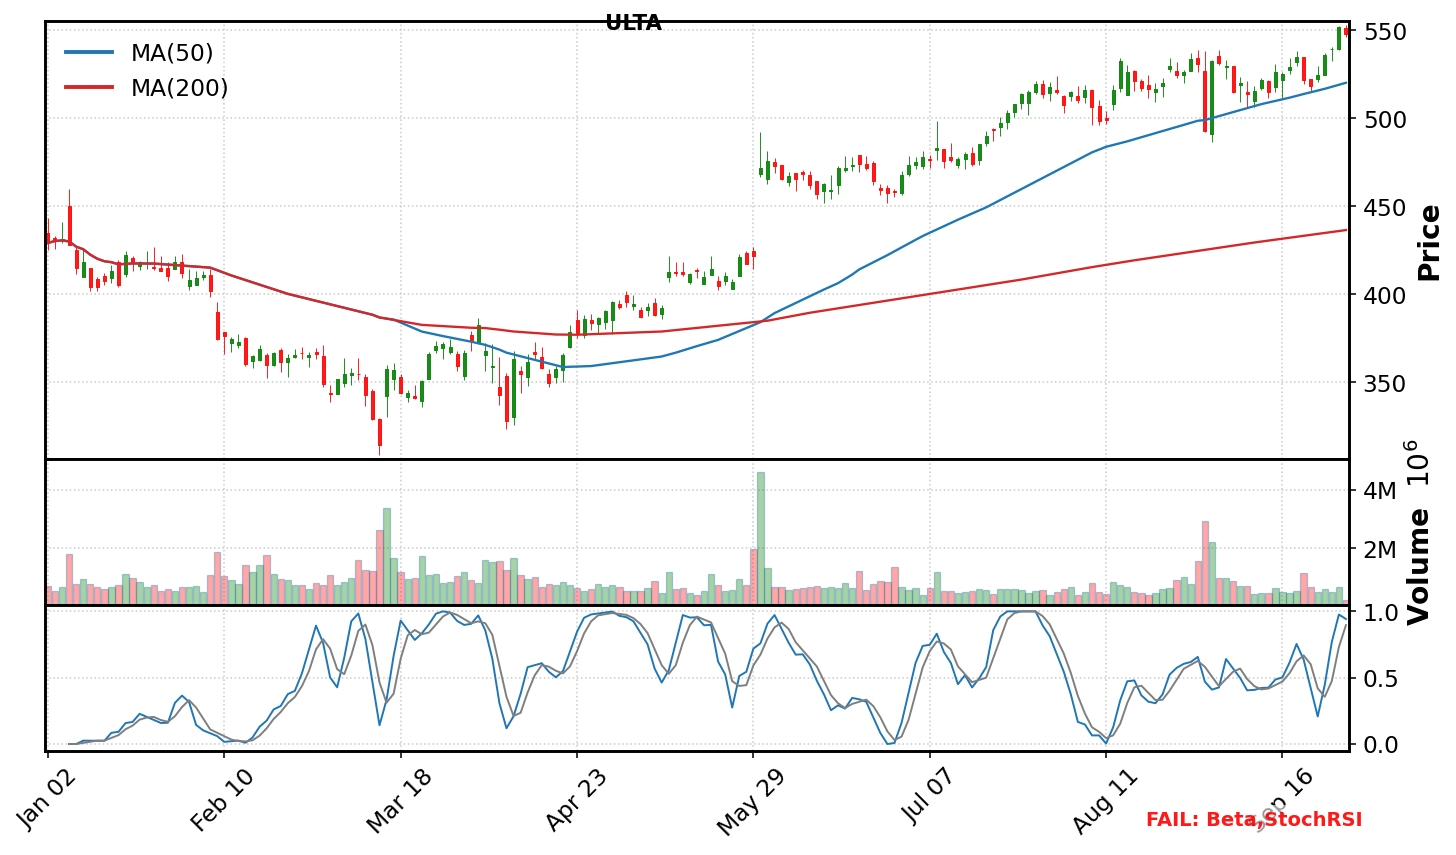 ULTA
MA(50)
MA(200)
550
500
450
400
350
Price
4M
2M
Volume 10⁶
1.0
0.5
0.0
Jan 02
Feb 10
Mar 18
Apr 23
May 29
Jul 07
Aug 11
Sep 16
FAIL: Beta,StochRSI